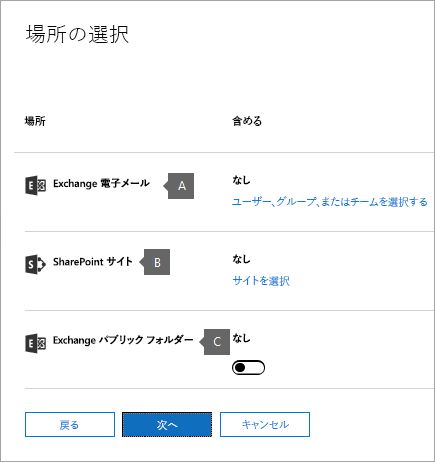 場所の選択
場所 含める
Exchange 電子メール A なし
ユーザー、グループ、またはチームを選択する
SharePoint サイト B なし
サイトを選択
Exchange パブリック フォルダー C なし
戻る 次へ キャンセル